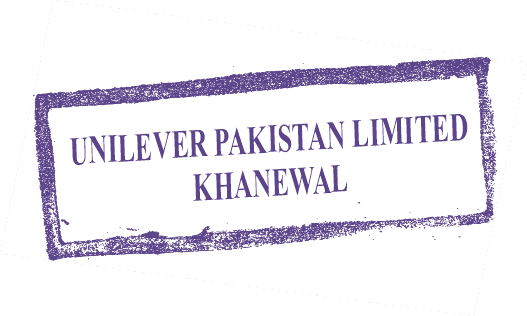 UNILEVER PAKISTAN LIMITED
KHANEWAL